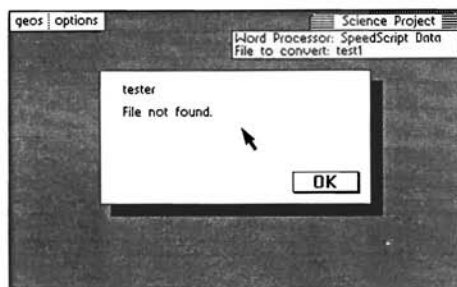 geos options
Science Project
Word Processor: SpeedScript Data
File to convert: test1
tester
File not found.
OK